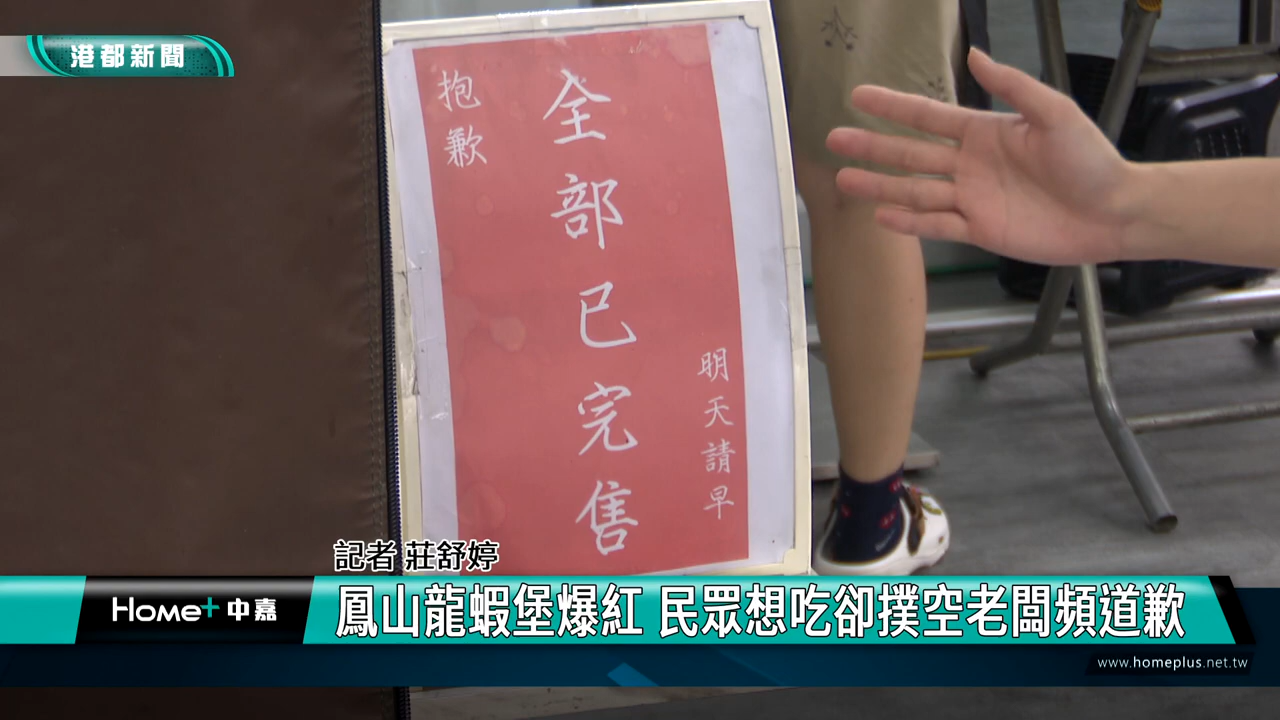 港都新聞
抱歉
全部已完售
明天請早
記者 莊舒婷
Home+中嘉
鳳山龍蝦堡爆紅 民眾想吃卻撲空老闆頻道歉
www.homeplus.net.tw